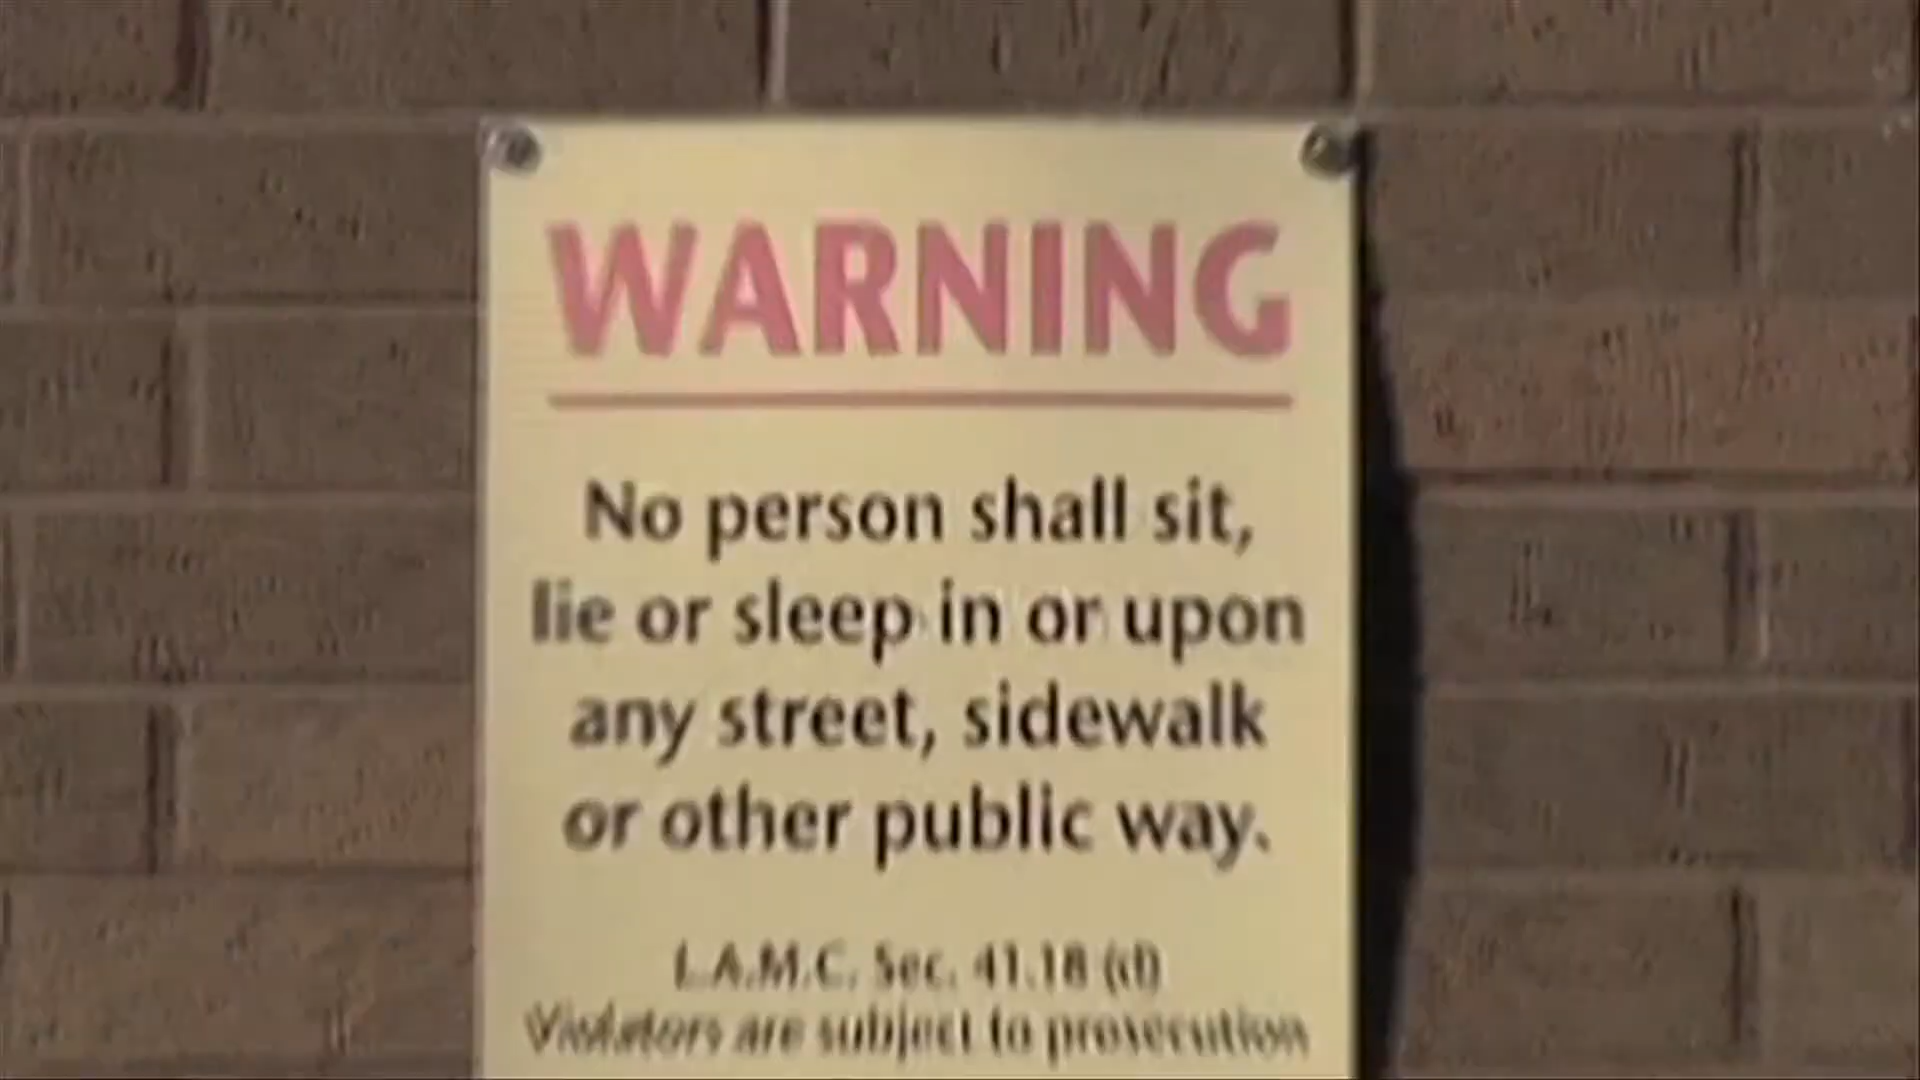 WARNING
No person shall sit,
lie or sleep in or upon
any street, sidewalk
or other public way.
L.A.M.C. Sec. 41.18 (d)
Violators are subject to prosecution